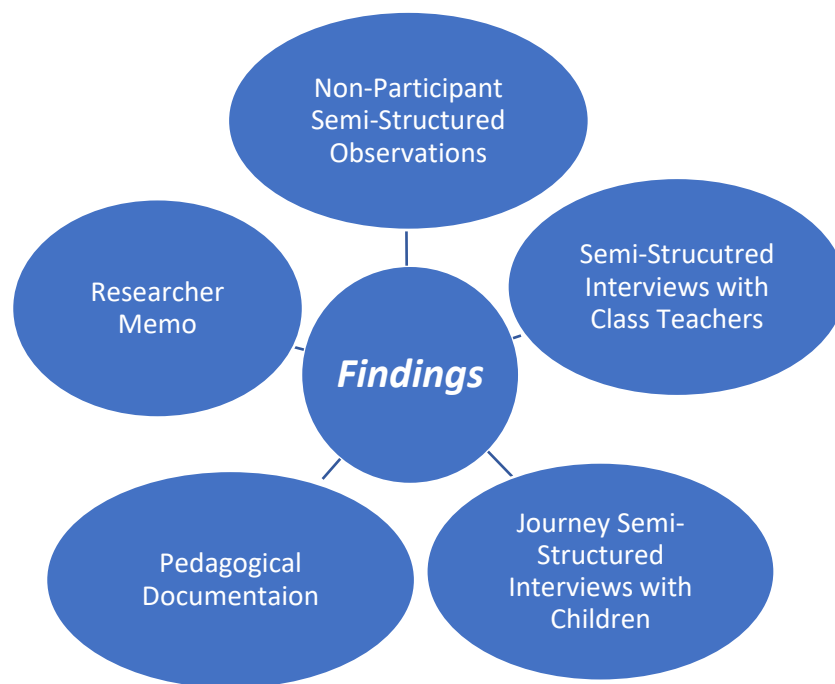 Non-Participant
Semi-Structured
Observations
Semi-Strucutred
Interviews with
Class Teachers
Researcher
Memo
Findings
Journey Semi-
Structured
Interviews with
Children
Pedagogical
Documentaion